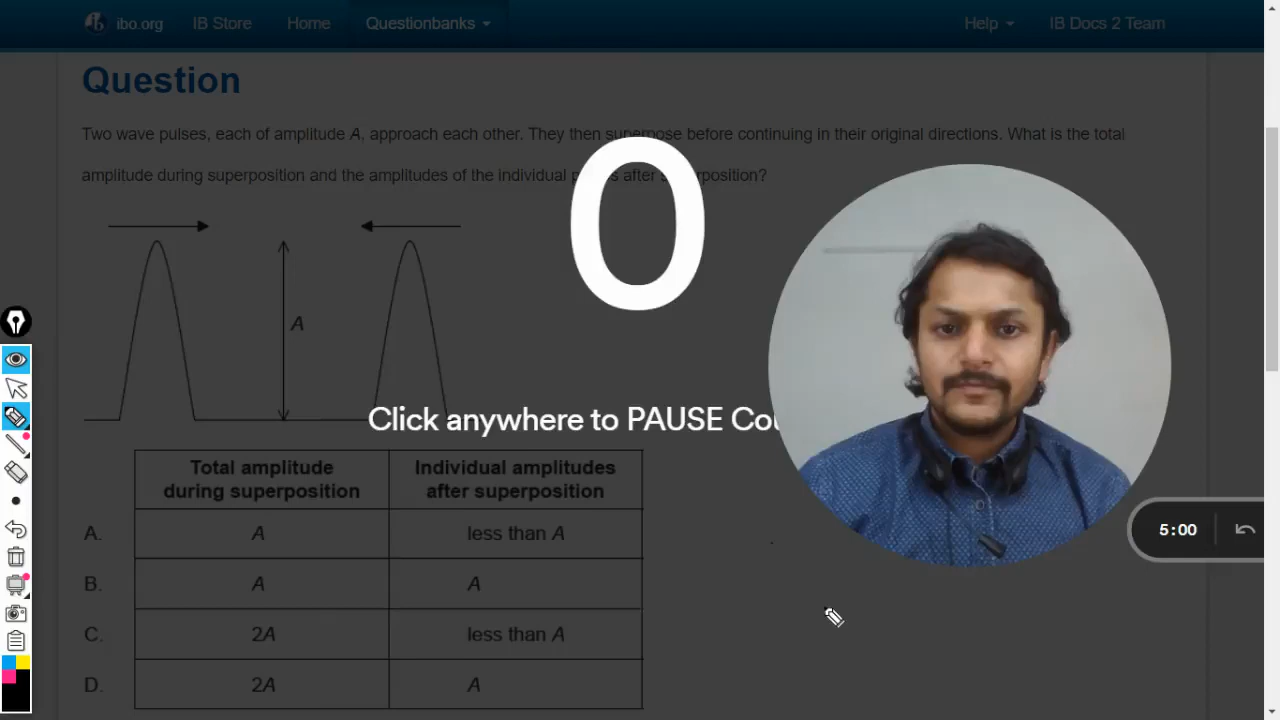 ibo.org IB Store Home Questionbanks Help IB Docs 2 Team
Question
Two wave pulses, each of amplitude A, approach each other. They then superpose before continuing in their original directions. What is the total
amplitude during superposition and the amplitudes of the individual after superposition?
0
A
Click anywhere to PAUSE
Total amplitude during superposition Individual amplitudes after superposition
A. A less than A
B. A A
C. 2A less than A
D. 2A A
5:00